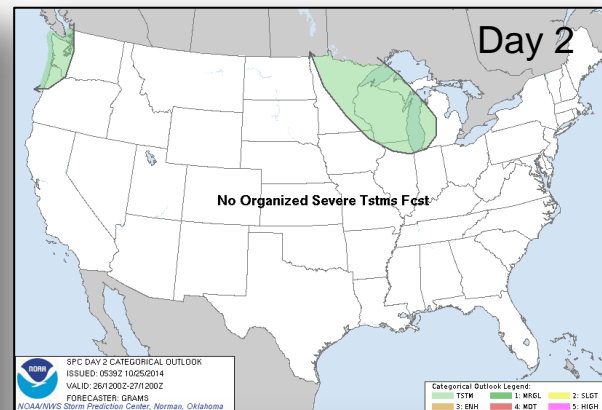 Day 2
No Organized Severe Tstms Fcst
NOAA
SPC DAY 2 CATEGORICAL OUTLOOK
ISSUED: 0539Z 10/25/2014
VALID: 26/1200Z-27/1200Z
FORECASTER: GRAMS
NOAA/NWS Storm Prediction Center, Norman, Oklahoma
Categorical Outlook Legend:
TSTM 1: MRGL 2: SLGT
3: ENH 4: MDT 5: HIGH